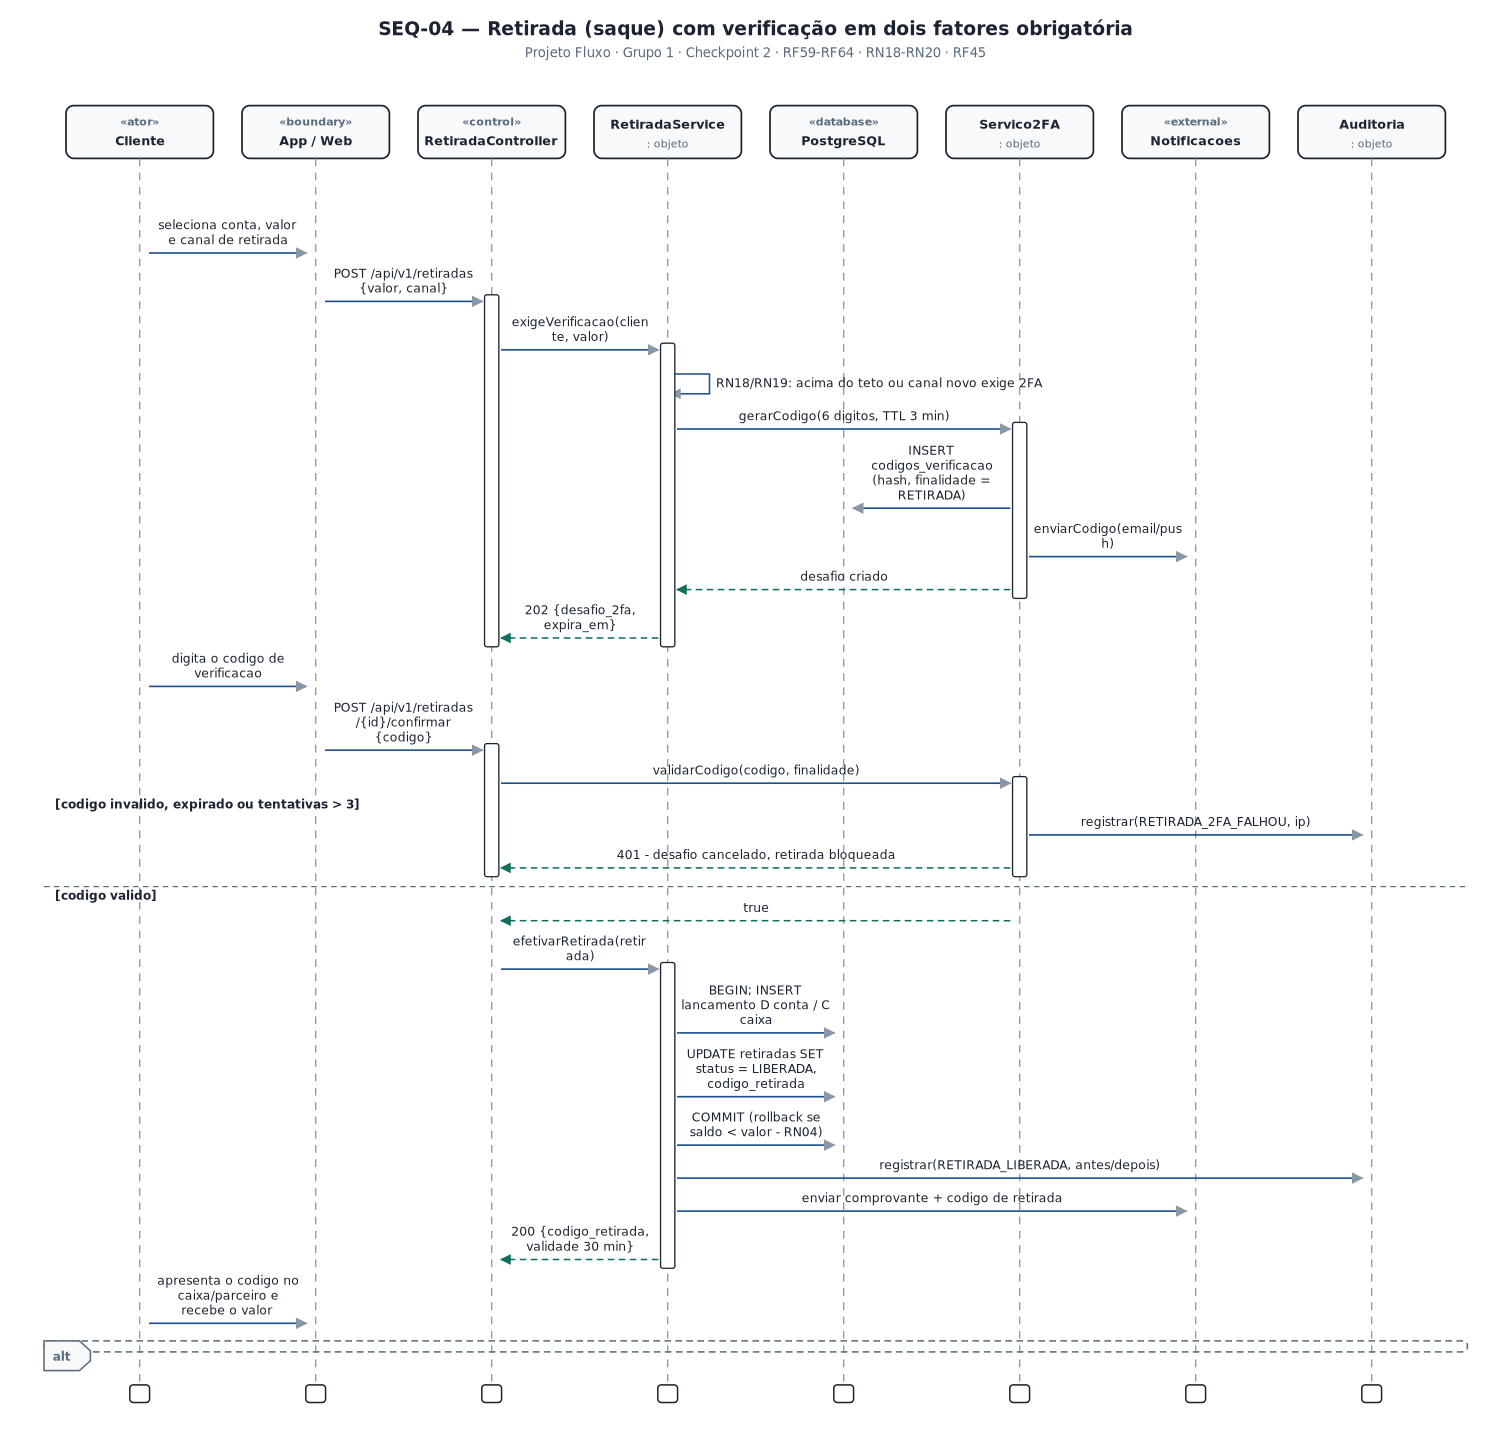 SEQ-04 — Retirada (saque) com verificação em dois fatores obrigatória
Projeto Fluxo · Grupo 1 · Checkpoint 2 · RF59-RF64 · RN18-RN20 · RF45
«ator»
Cliente
«boundary»
App / Web
«control»
RetiradaController
RetiradaService
: objeto
«database»
PostgreSQL
Servico2FA
: objeto
«external»
Notificacoes
Auditoria
: objeto
seleciona conta, valor
e canal de retirada
POST /api/v1/retiradas
{valor, canal}
exigeVerificacao(clien
te, valor)
RN18/RN19: acima do teto ou canal novo exige 2FA
gerarCodigo(6 digitos, TTL 3 min)
INSERT
codigos_verificacao
(hash, finalidade =
RETIRADA)
enviarCodigo(email/pus
h)
desafio criado
202 {desafio_2fa,
expira_em}
digita o codigo de
verificacao
POST /api/v1/retiradas
/{id}/confirmar
{codigo}
validarCodigo(codigo, finalidade)
[codigo invalido, expirado ou tentativas > 3]
registrar(RETIRADA_2FA_FALHOU, ip)
401 - desafio cancelado, retirada bloqueada
[codigo valido]
true
efetivarRetirada(retir
ada)
BEGIN; INSERT
lancamento D conta / C
caixa
UPDATE retiradas SET
status = LIBERADA,
codigo_retirada
COMMIT (rollback se
saldo < valor - RN04)
registrar(RETIRADA_LIBERADA, antes/depois)
enviar comprovante + codigo de retirada
200 {codigo_retirada,
validade 30 min}
apresenta o codigo no
caixa/parceiro e
recebe o valor
alt